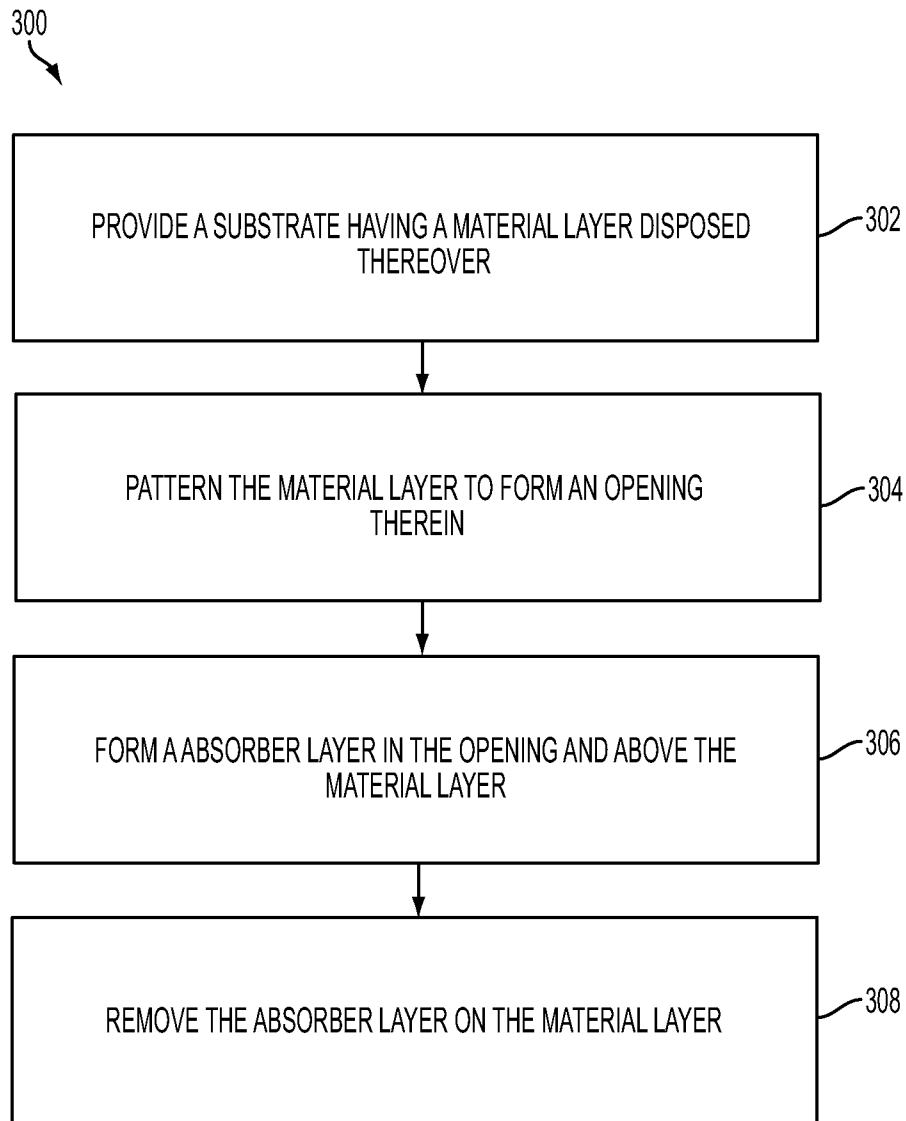 300
PROVIDE A SUBSTRATE HAVING A MATERIAL LAYER DISPOSED
THEREOVER
302
PATTERN THE MATERIAL LAYER TO FORM AN OPENING
THEREIN
304
FORM A ABSORBER LAYER IN THE OPENING AND ABOVE THE
MATERIAL LAYER
306
REMOVE THE ABSORBER LAYER ON THE MATERIAL LAYER
308